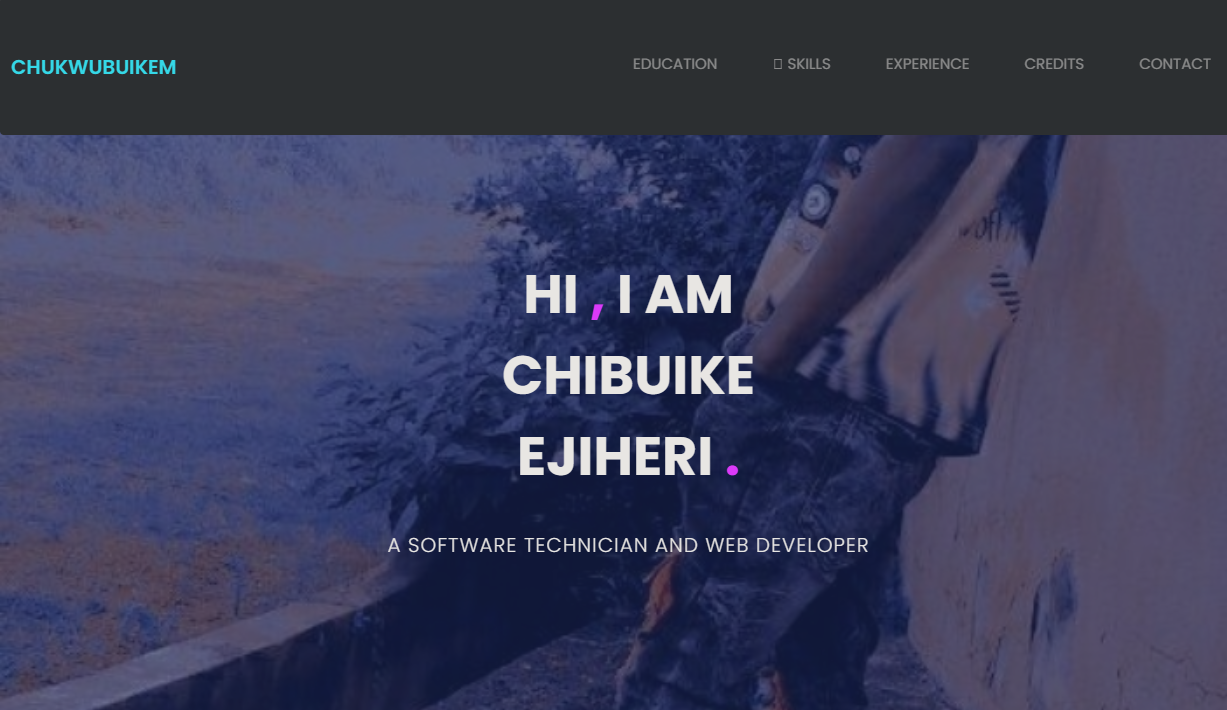 CHUKWUBUIKEM
EDUCATION
SKILLS
EXPERIENCE
CREDITS
CONTACT
HI , I AM
CHIBUIKE
EJIHERI .
A SOFTWARE TECHNICIAN AND WEB DEVELOPER